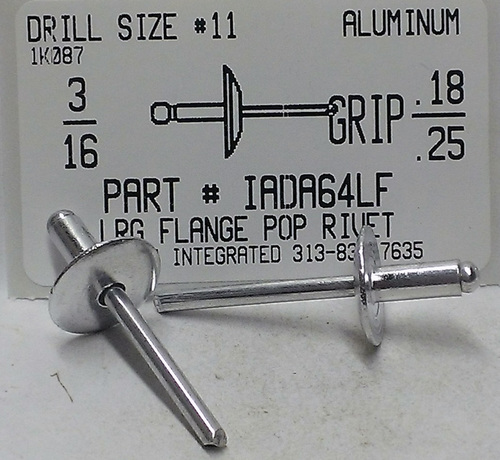 DRILL SIZE #11 ALUMINUM
1K087
3
16
GRIP .18
.25
PART # IADA64LF
LRG FLANGE POP RIVET
INTEGRATED 313-83 7635